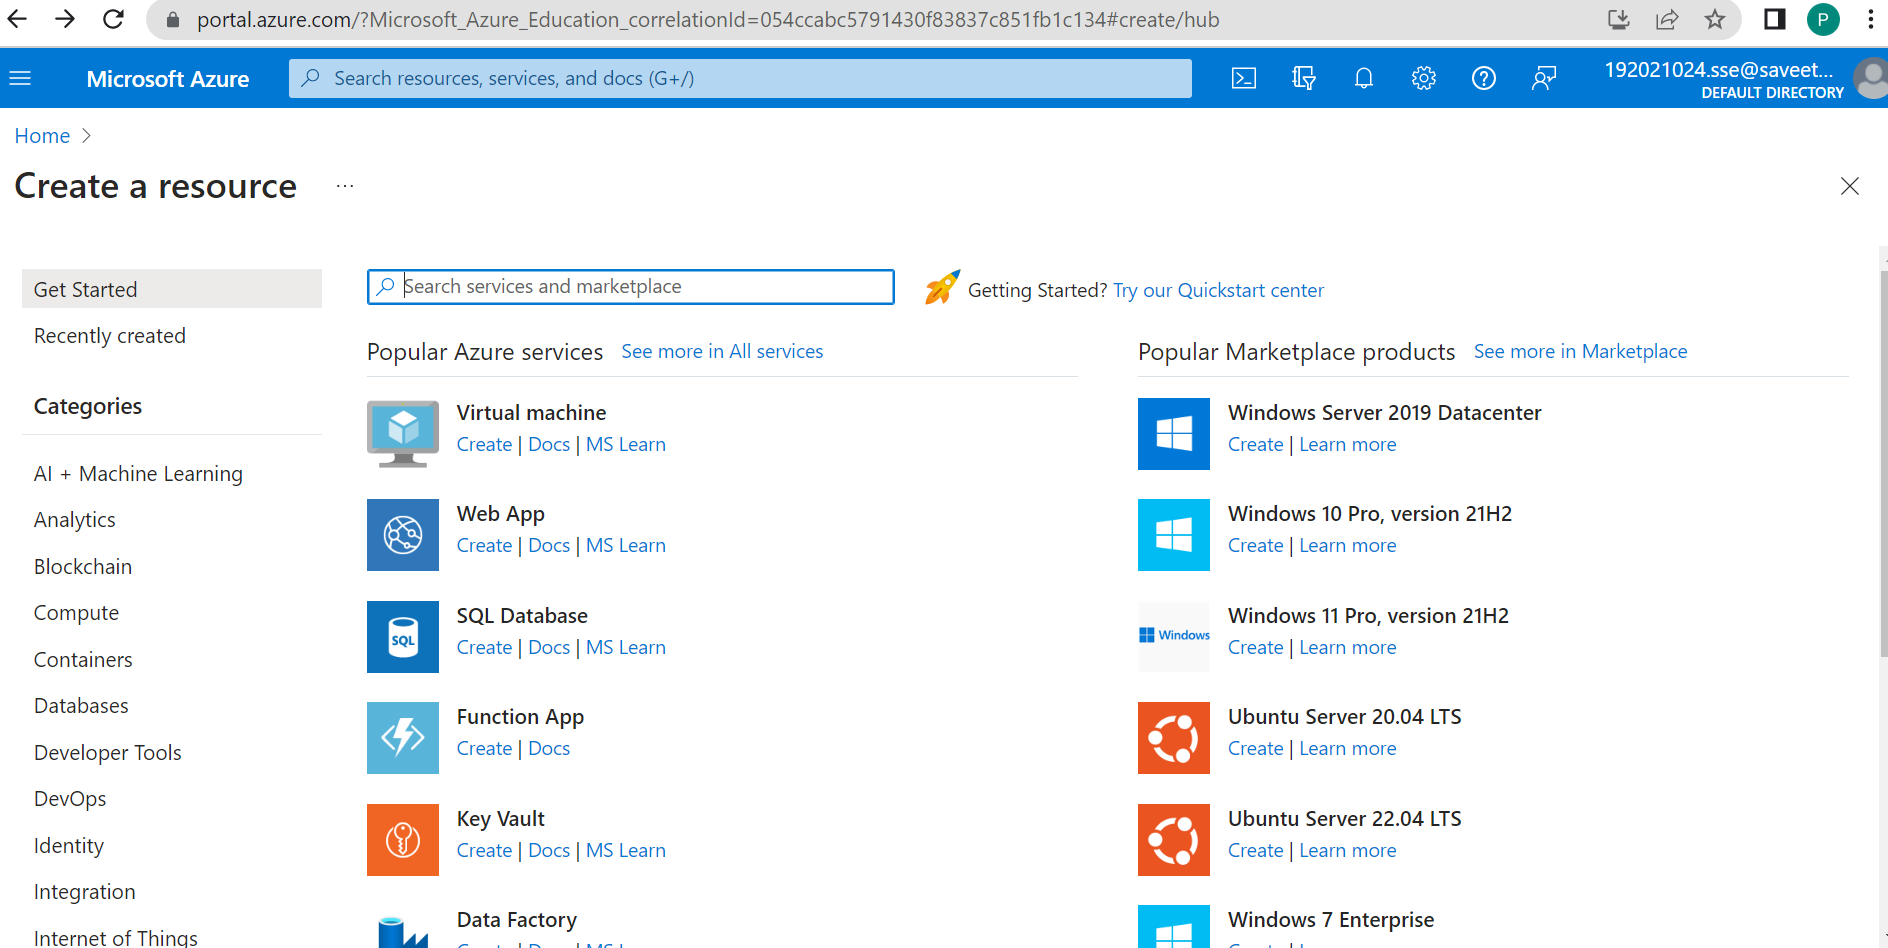 portal.azure.com/?Microsoft_Azure_Education_correlationId=054ccabc5791430f83837c851fb1c134#create/hub
P
Microsoft Azure
Search resources, services, and docs (G+/)
192021024.sse@saveet...
DEFAULT DIRECTORY
Home
Create a resource
...
Get Started
Recently created
Categories
AI + Machine Learning
Analytics
Blockchain
Compute
Containers
Databases
Developer Tools
DevOps
Identity
Integration
Internet of Things
Search services and marketplace
Getting Started? Try our Quickstart center
Popular Azure services See more in All services
Virtual machine
Create | Docs | MS Learn
Web App
Create | Docs | MS Learn
SQL
SQL Database
Create | Docs | MS Learn
Function App
Create | Docs
Key Vault
Create | Docs | MS Learn
Data Factory
Popular Marketplace products See more in Marketplace
Windows Server 2019 Datacenter
Create | Learn more
Windows 10 Pro, version 21H2
Create | Learn more
Windows
Windows 11 Pro, version 21H2
Create | Learn more
Ubuntu Server 20.04 LTS
Create | Learn more
Ubuntu Server 22.04 LTS
Create | Learn more
Windows 7 Enterprise